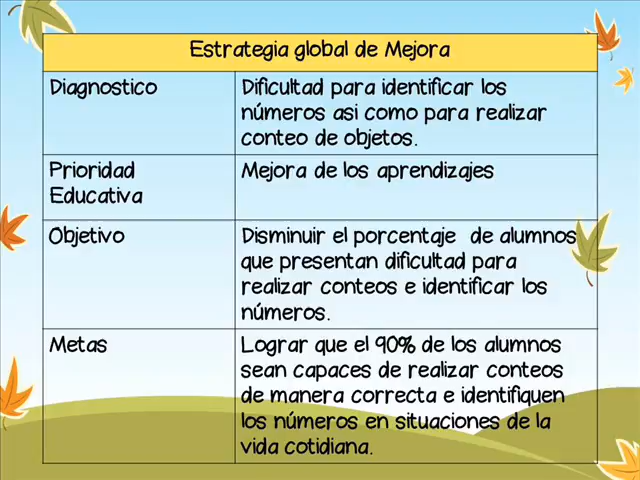 Estrategia global de Mejora
Diagnostico
Dificultad para identificar los
números asi como para realizar
conteo de objetos.
Prioridad
Educativa
Mejora de los aprendizajes
Objetivo
Disminuir el porcentaje de alumnos
que presentan dificultad para
realizar conteos e identificar los
números.
Metas
Lograr que el 90% de los alumnos
sean capaces de realizar conteos
de manera correcta e identifiquen
los números en situaciones de la
vida cotidiana.